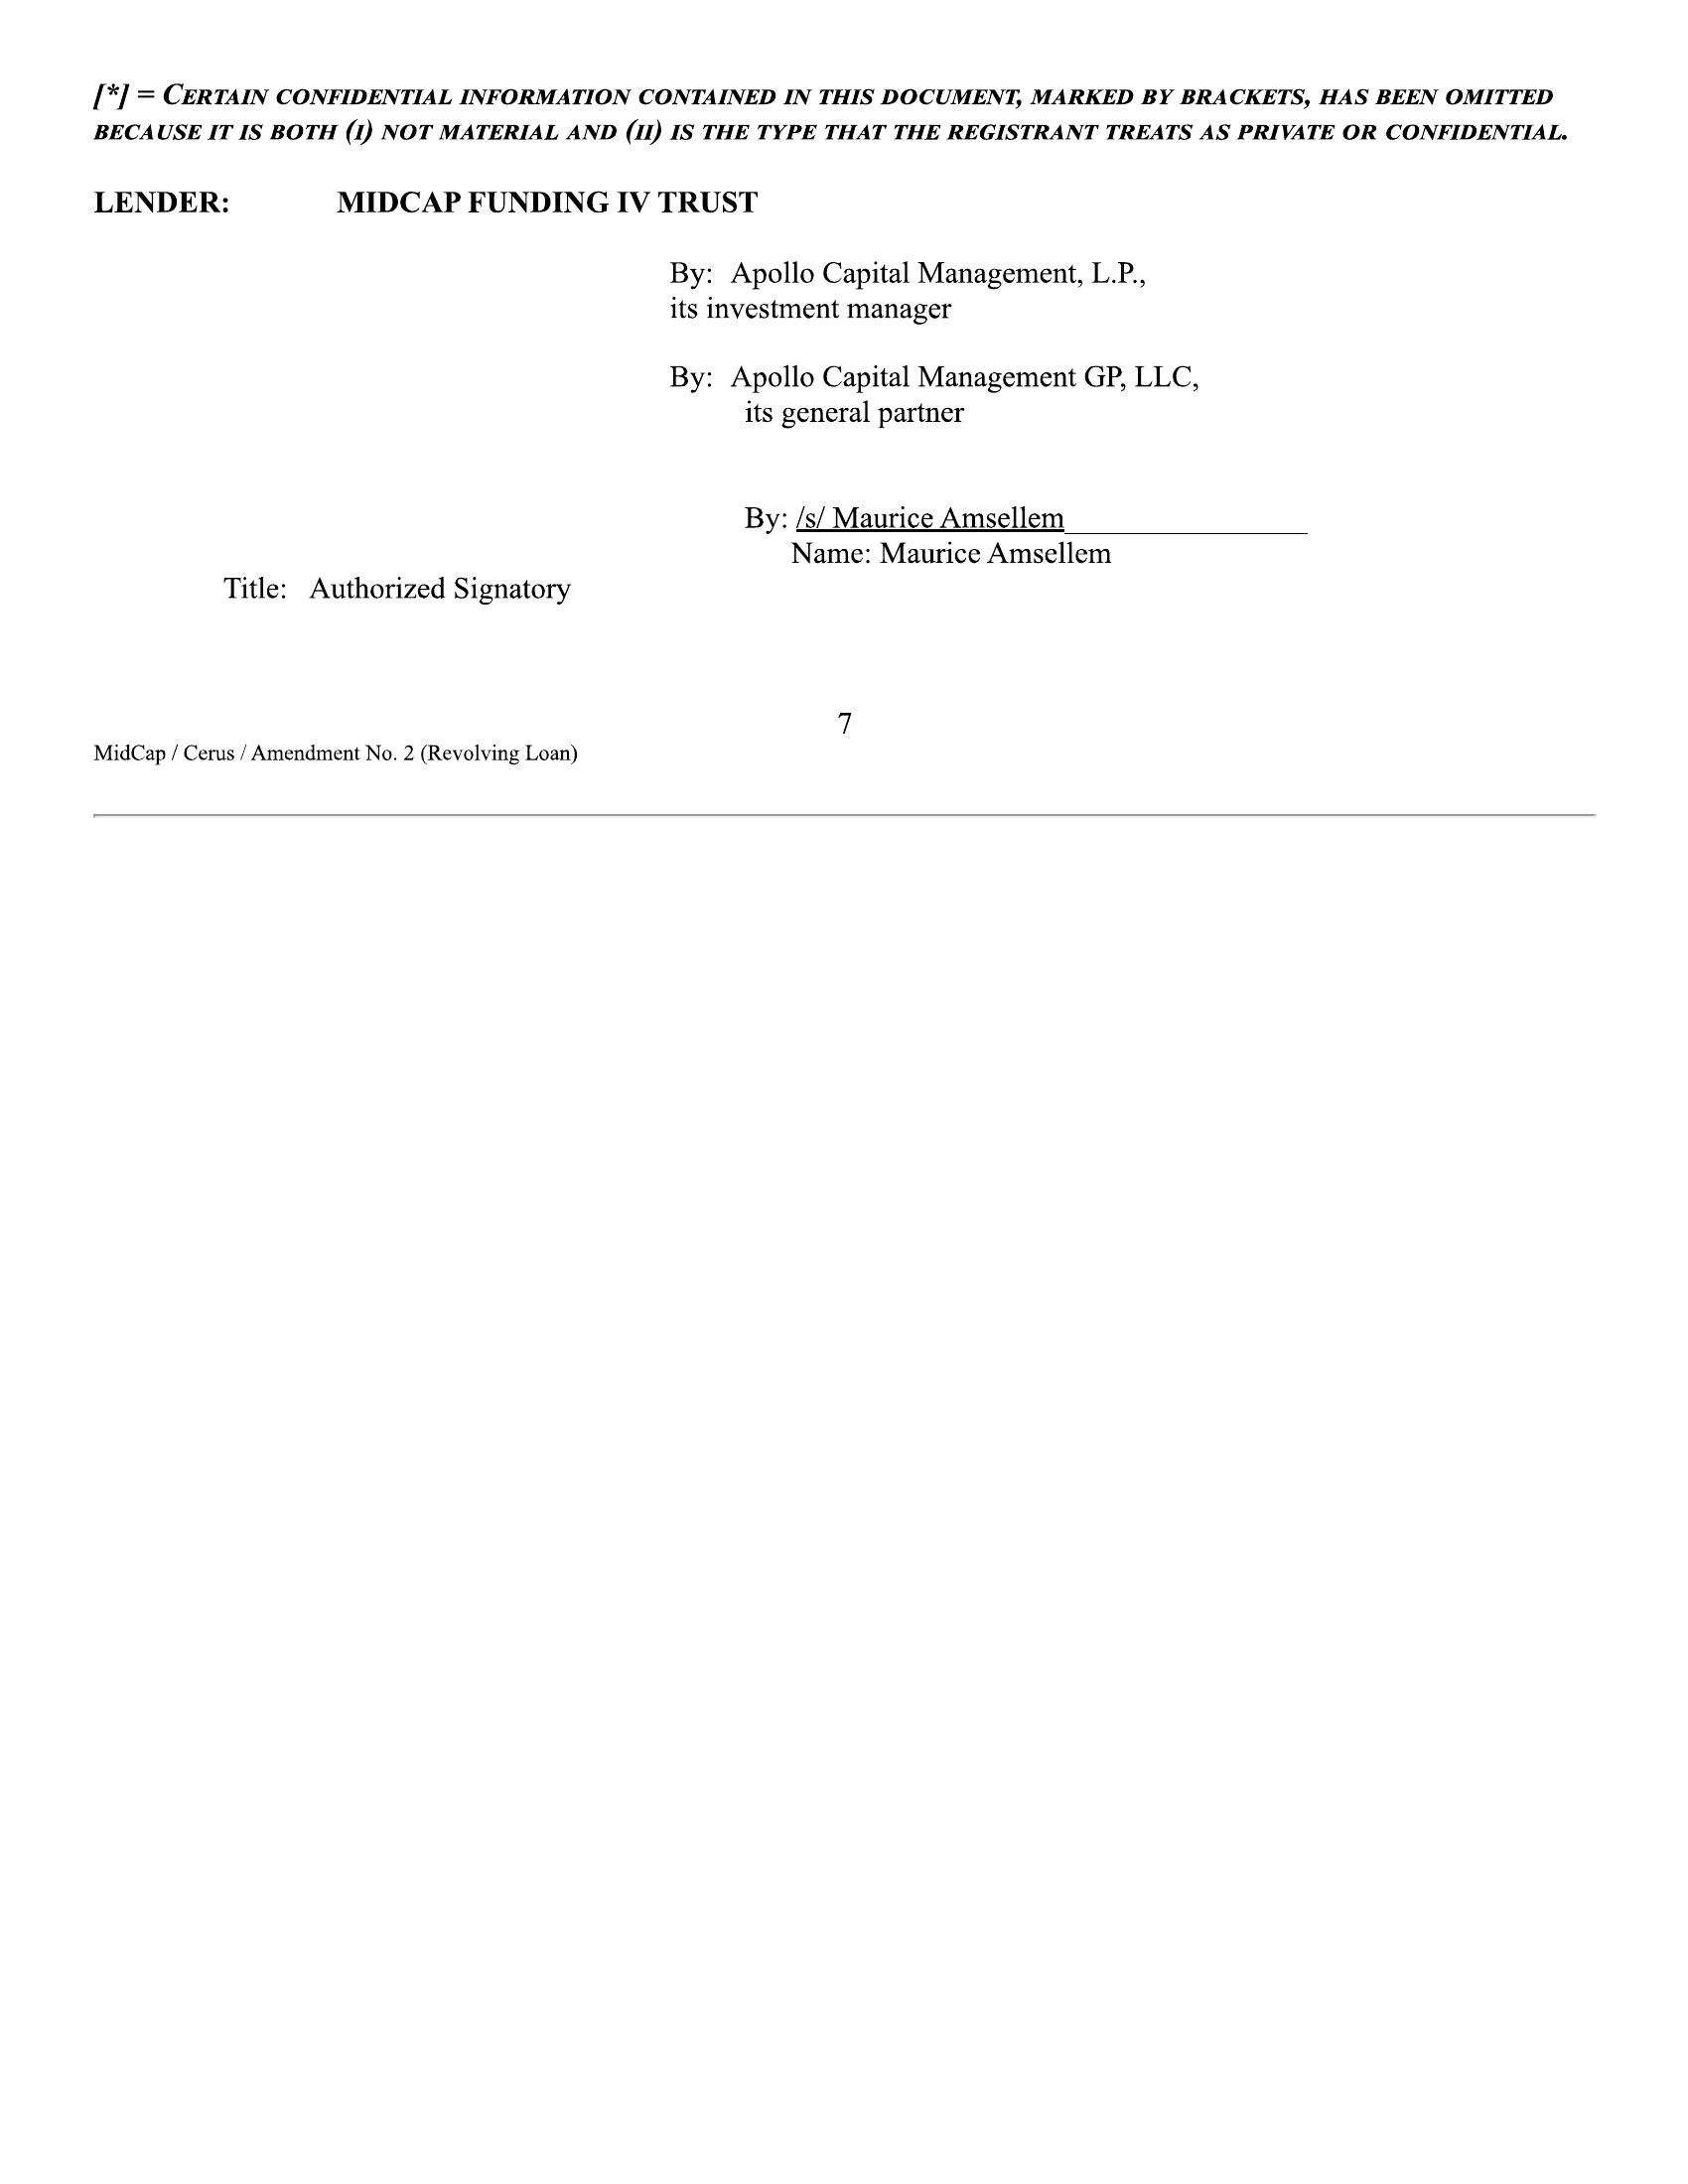 [*] = CERTAIN CONFIDENTIAL INFORMATION CONTAINED IN THIS DOCUMENT, MARKED BY BRACKETS, HAS BEEN OMITTED
BECAUSE IT IS BOTH (I) NOT MATERIAL AND (II) IS THE TYPE THAT THE REGISTRANT TREATS AS PRIVATE OR CONFIDENTIAL.
LENDER: MIDCAP FUNDING IV TRUST
By: Apollo Capital Management, L.P.,
its investment manager
By: Apollo Capital Management GP, LLC,
its general partner
By: /s/ Maurice Amsellem
Name: Maurice Amsellem
Title: Authorized Signatory
7
MidCap / Cerus / Amendment No. 2 (Revolving Loan)